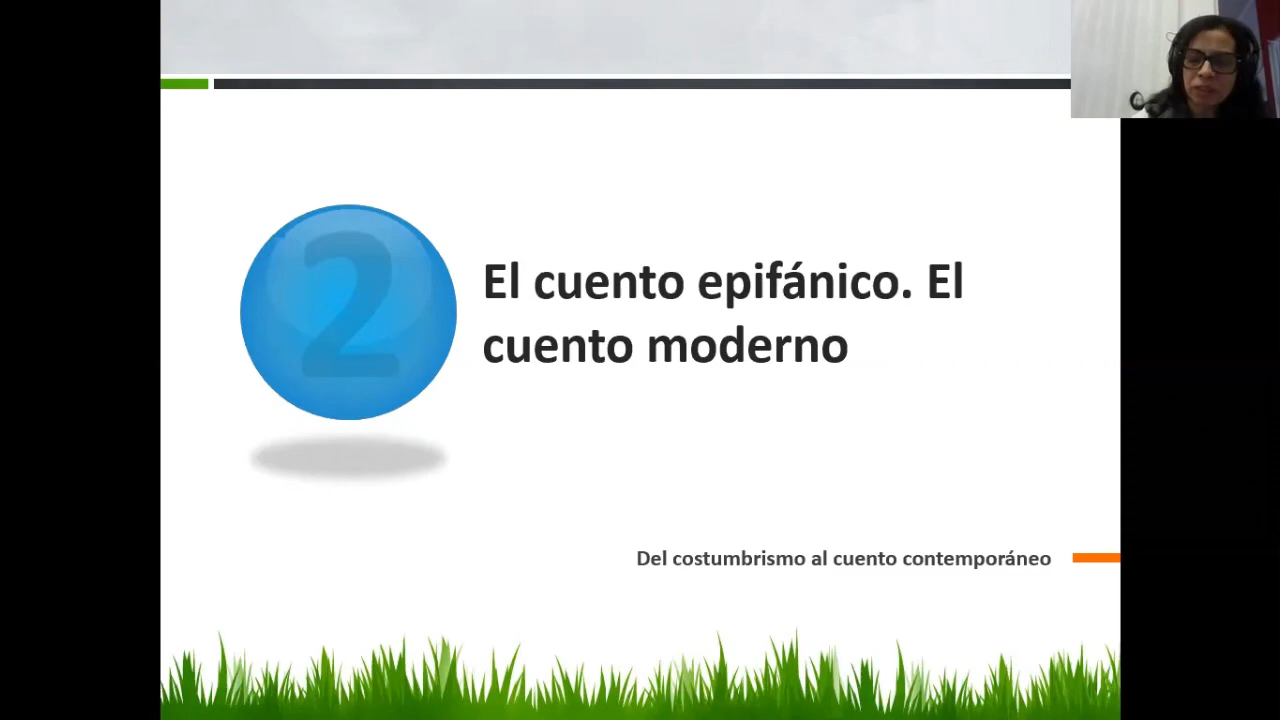 2
El cuento epifánico. El
cuento moderno
Del costumbrismo al cuento contemporáneo